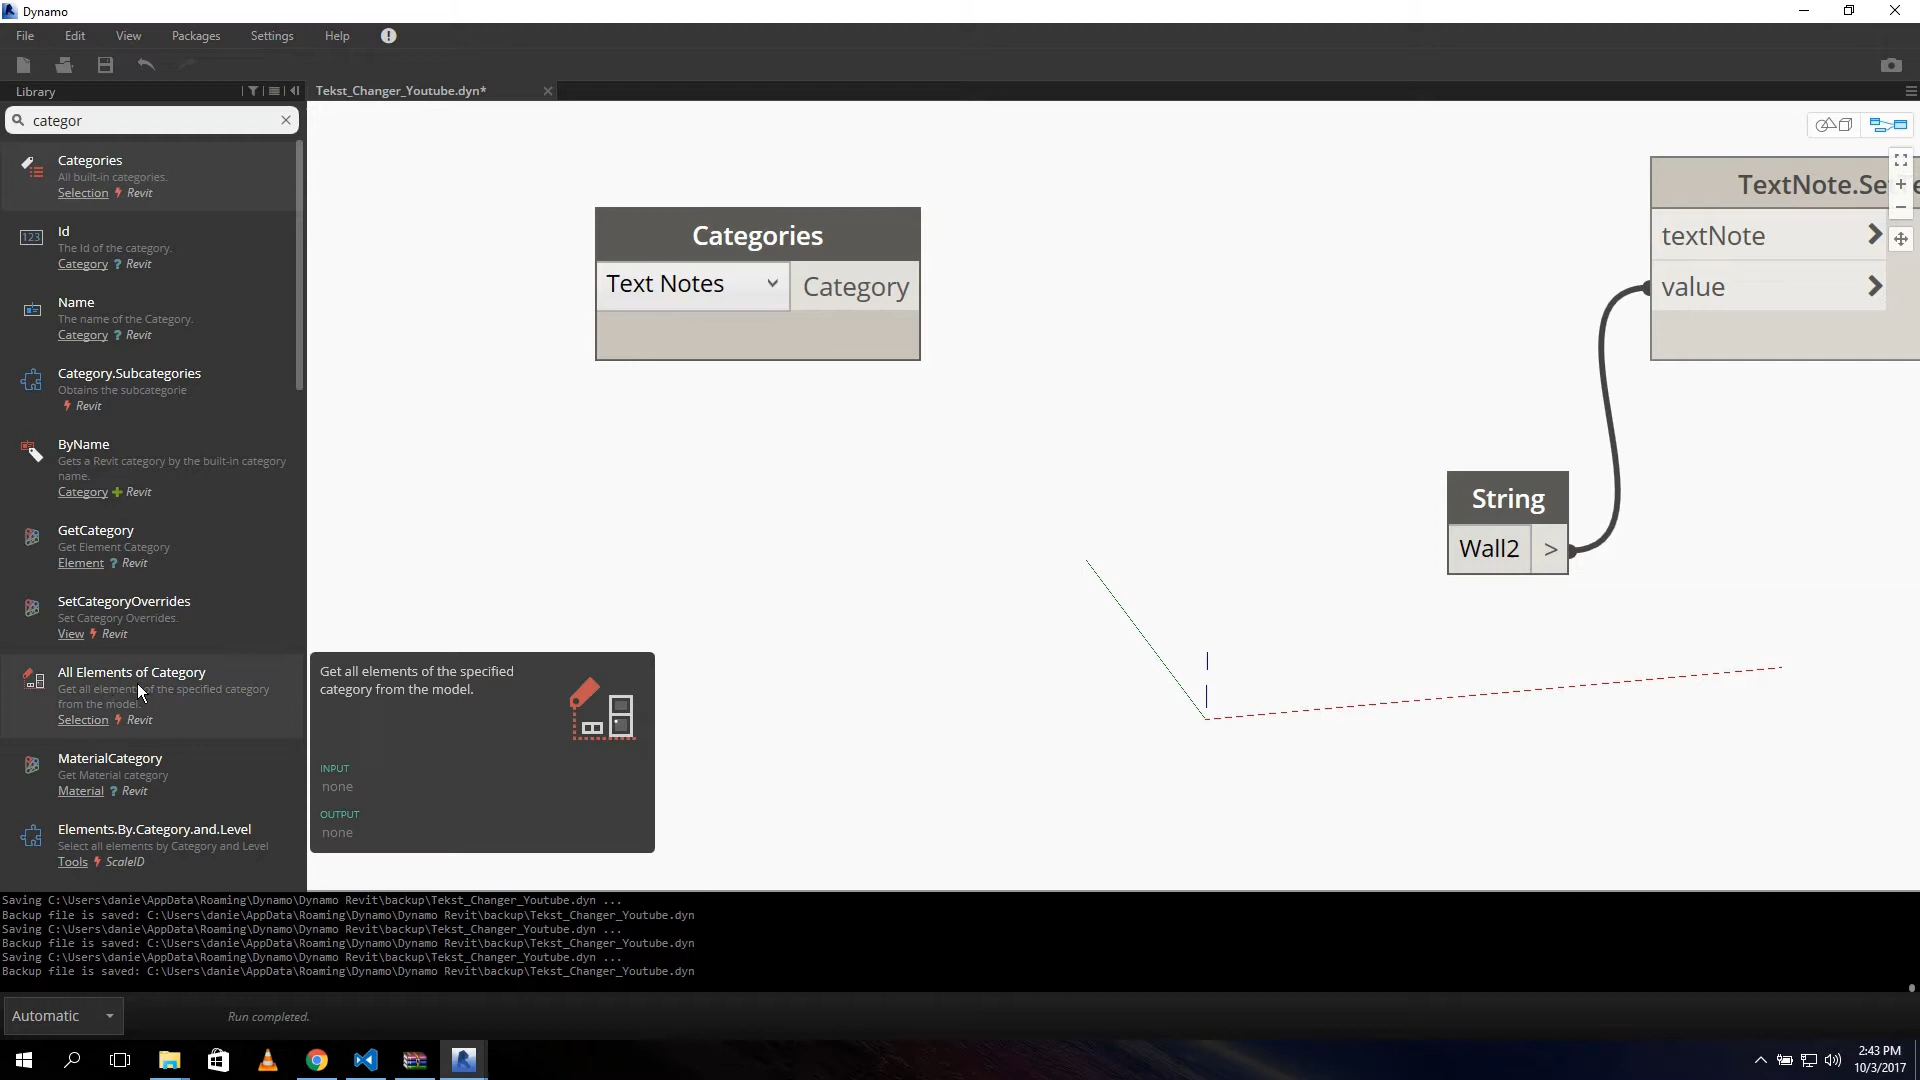 Dynamo
File Edit View Packages Settings Help
Library
Tekst_Changer_Youtube.dyn*
categor
Categories
All built-in categories.
Selection Revit
Id
The Id of the category.
Category ? Revit
Name
The name of the Category.
Category ? Revit
Category.Subcategories
Obtains the subcategorie
Revit
ByName
Gets a Revit category by the built-in category
name.
Category Revit
GetCategory
Get Element Category
Element ? Revit
SetCategoryOverrides
Set Category Overrides.
View Revit
All Elements of Category
Get all elements of the specified category
from the model.
Selection Revit
MaterialCategory
Get Material category
Material ? Revit
Elements.By.Category.and.Level
Select all elements by Category and Level
Tools ScaleID
Get all elements of the specified
category from the model.
INPUT
none
OUTPUT
none
Categories
Text Notes Category
TextNote.Se
textNote
value
String
Wall2 >
Saving C:\Users\danie\AppData\Roaming\Dynamo\Dynamo Revit\backup\Tekst_Changer_Youtube.dyn ...
Backup file is saved: C:\Users\danie\AppData\Roaming\Dynamo\Dynamo Revit\backup\Tekst_Changer_Youtube.dyn
Saving C:\Users\danie\AppData\Roaming\Dynamo\Dynamo Revit\backup\Tekst_Changer_Youtube.dyn ...
Backup file is saved: C:\Users\danie\AppData\Roaming\Dynamo\Dynamo Revit\backup\Tekst_Changer_Youtube.dyn
Saving C:\Users\danie\AppData\Roaming\Dynamo\Dynamo Revit\backup\Tekst_Changer_Youtube.dyn ...
Backup file is saved: C:\Users\danie\AppData\Roaming\Dynamo\Dynamo Revit\backup\Tekst_Changer_Youtube.dyn
Automatic
Run completed.
2:43 PM
10/3/2017